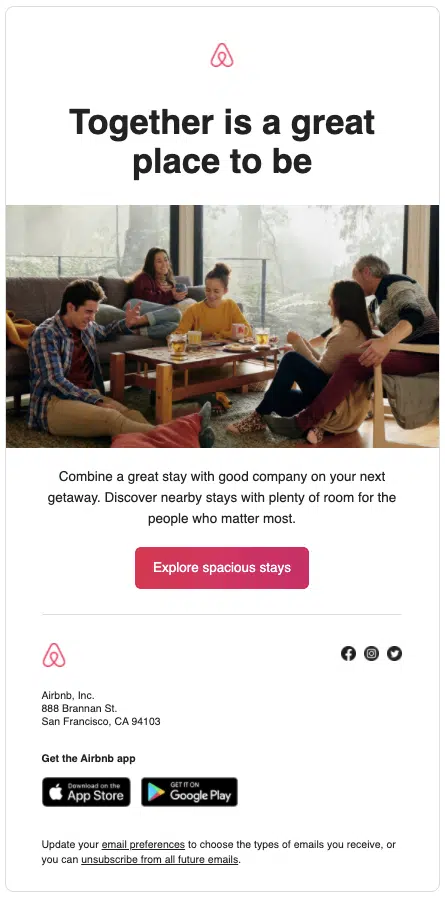 Together is a great
place to be
Combine a great stay with good company on your next
getaway. Discover nearby stays with plenty of room for the
people who matter most.
Explore spacious stays
Airbnb, Inc.
888 Brannan St.
San Francisco, CA 94103
Get the Airbnb app
Download on the
App Store
GET IT ON
Google Play
Update your email preferences to choose the types of emails you receive, or
you can unsubscribe from all future emails.